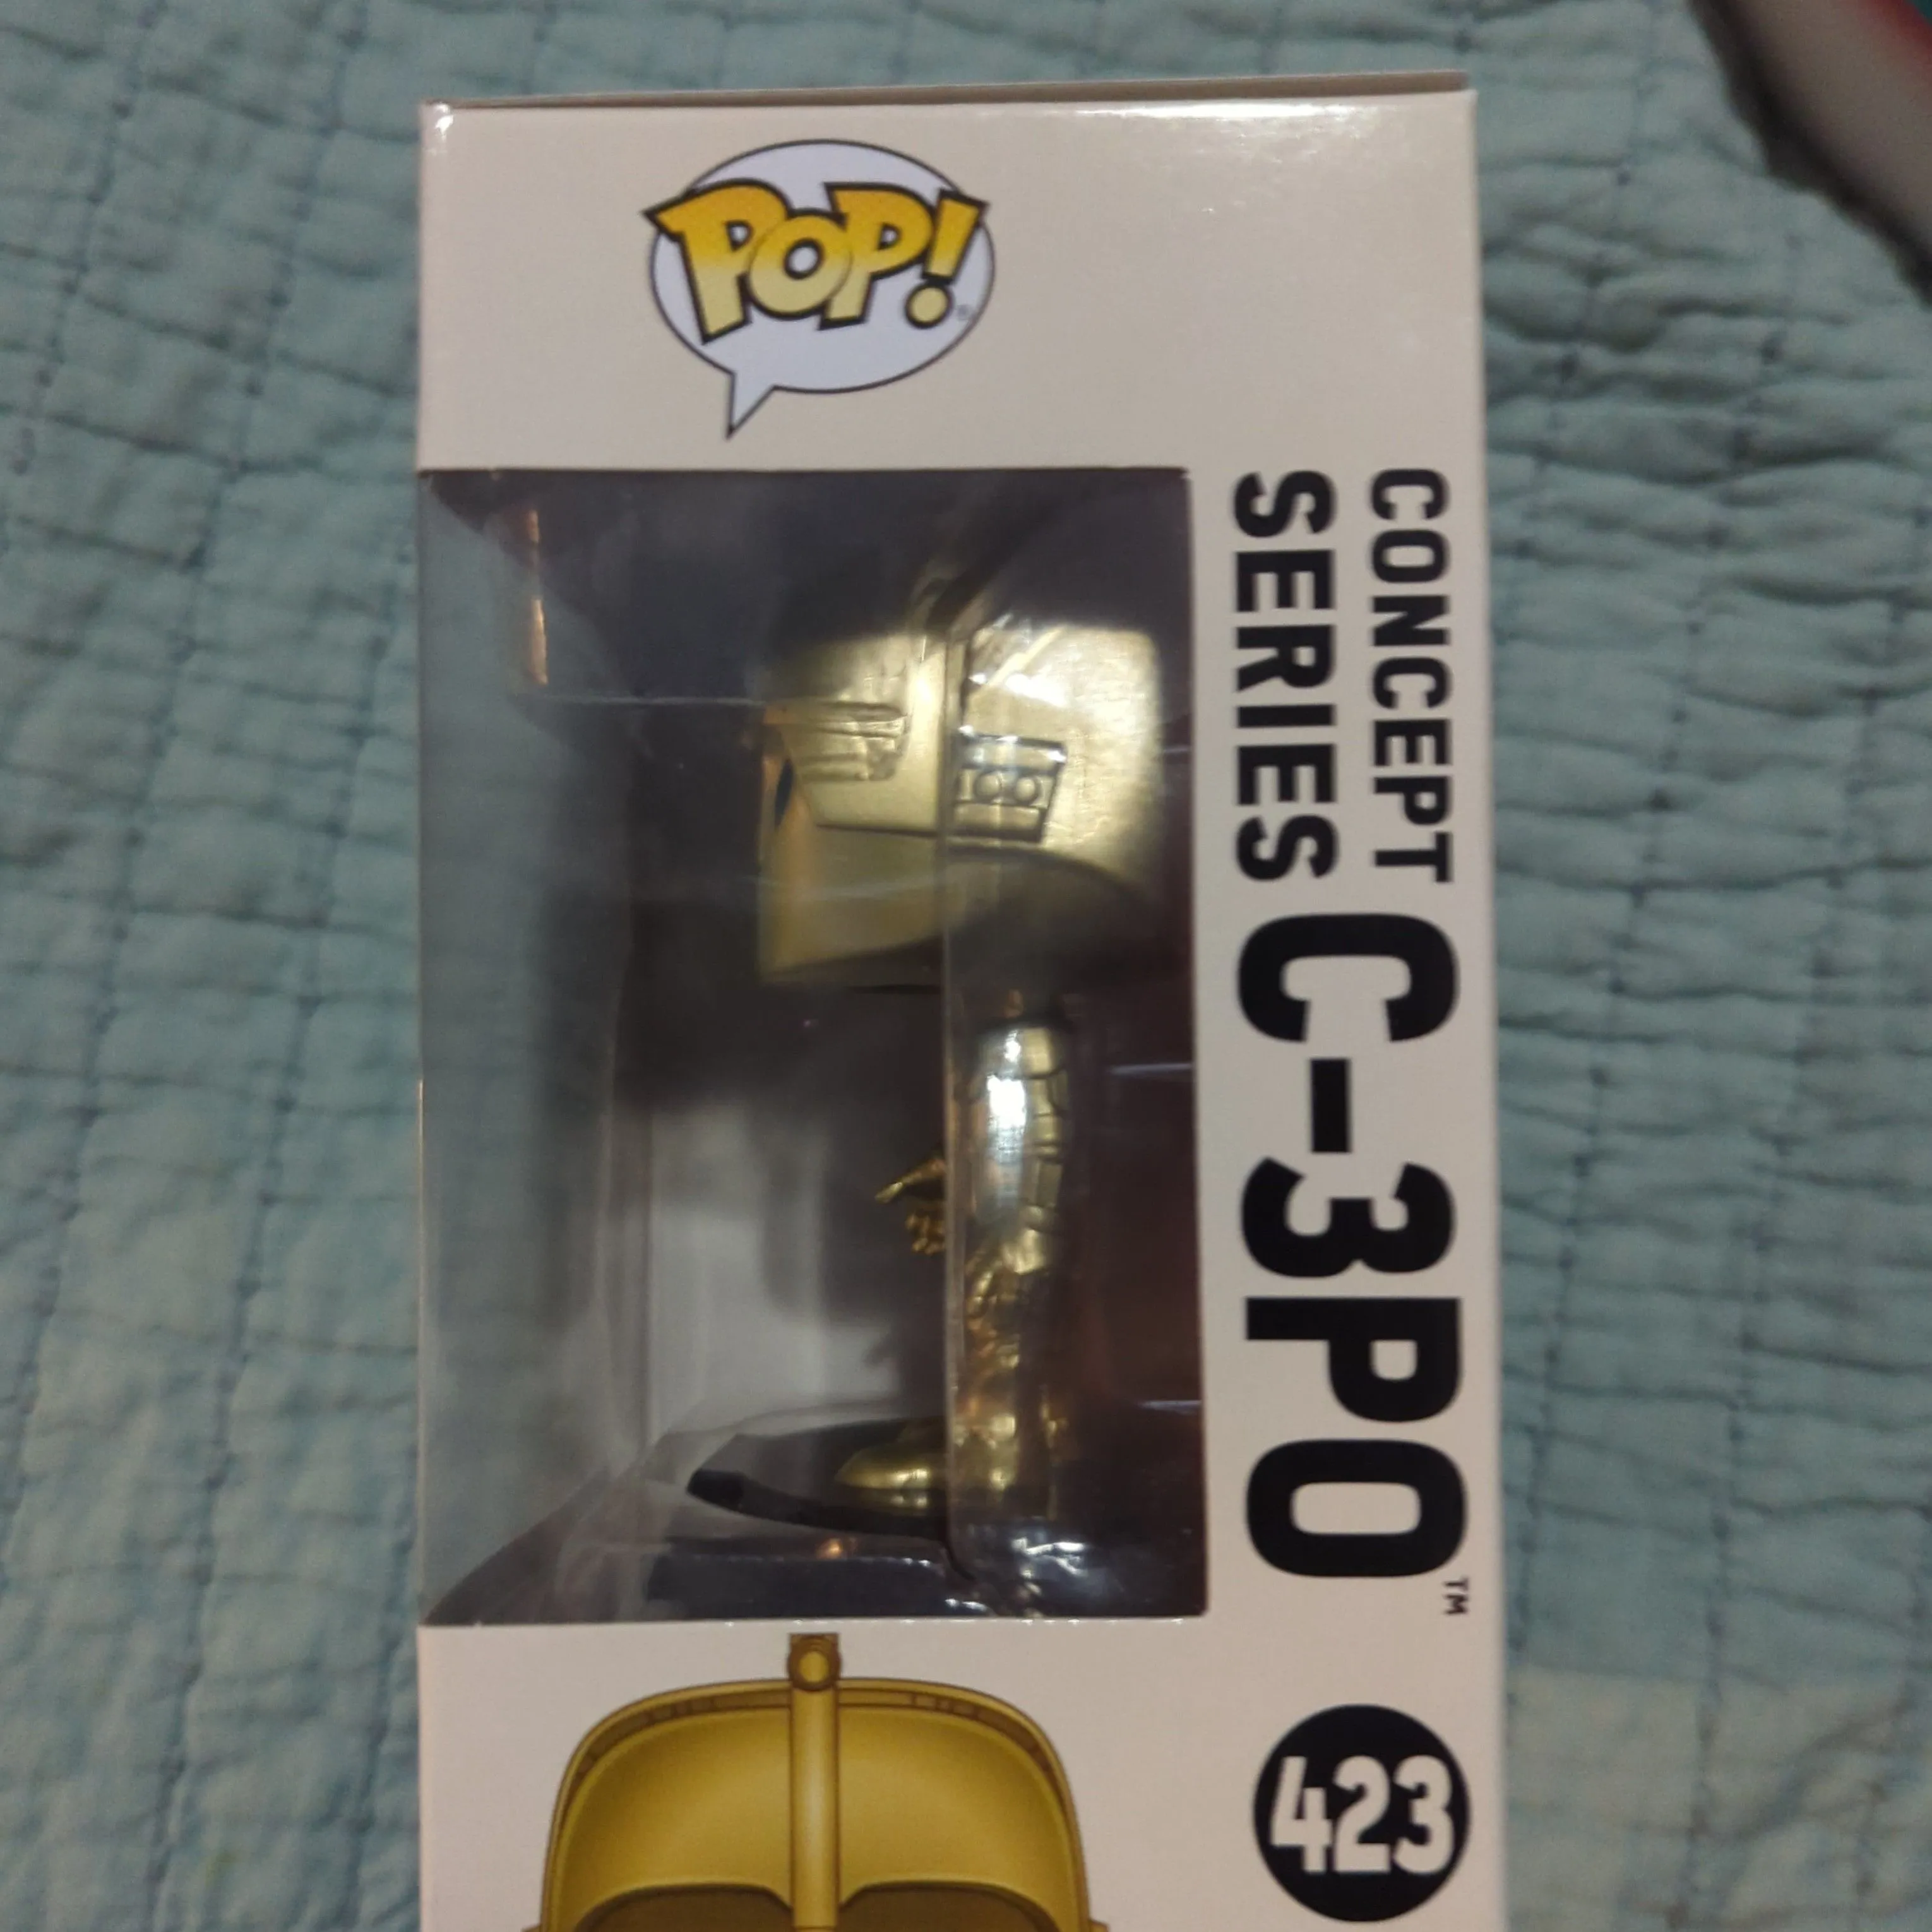 POP!®
CONCEPT
SERIES
C-3PO™
423